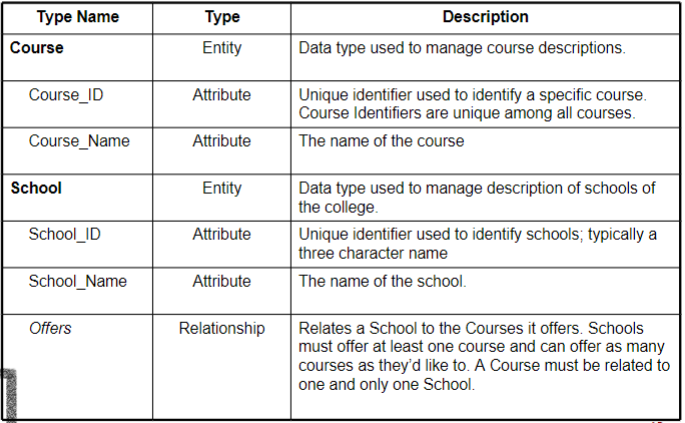 Type Name Type Description
Course Entity Data type used to manage course descriptions.
Course_ID Attribute Unique identifier used to identify a specific course.
Course Identifiers are unique among all courses.
Course_Name Attribute The name of the course
School Entity Data type used to manage description of schools of
the college.
School_ID Attribute Unique identifier used to identify schools; typically a
three character name
School_Name Attribute The name of the school.
Offers Relationship Relates a School to the Courses it offers. Schools
must offer at least one course and can offer as many
courses as they'd like to. A Course must be related to
one and only one School.